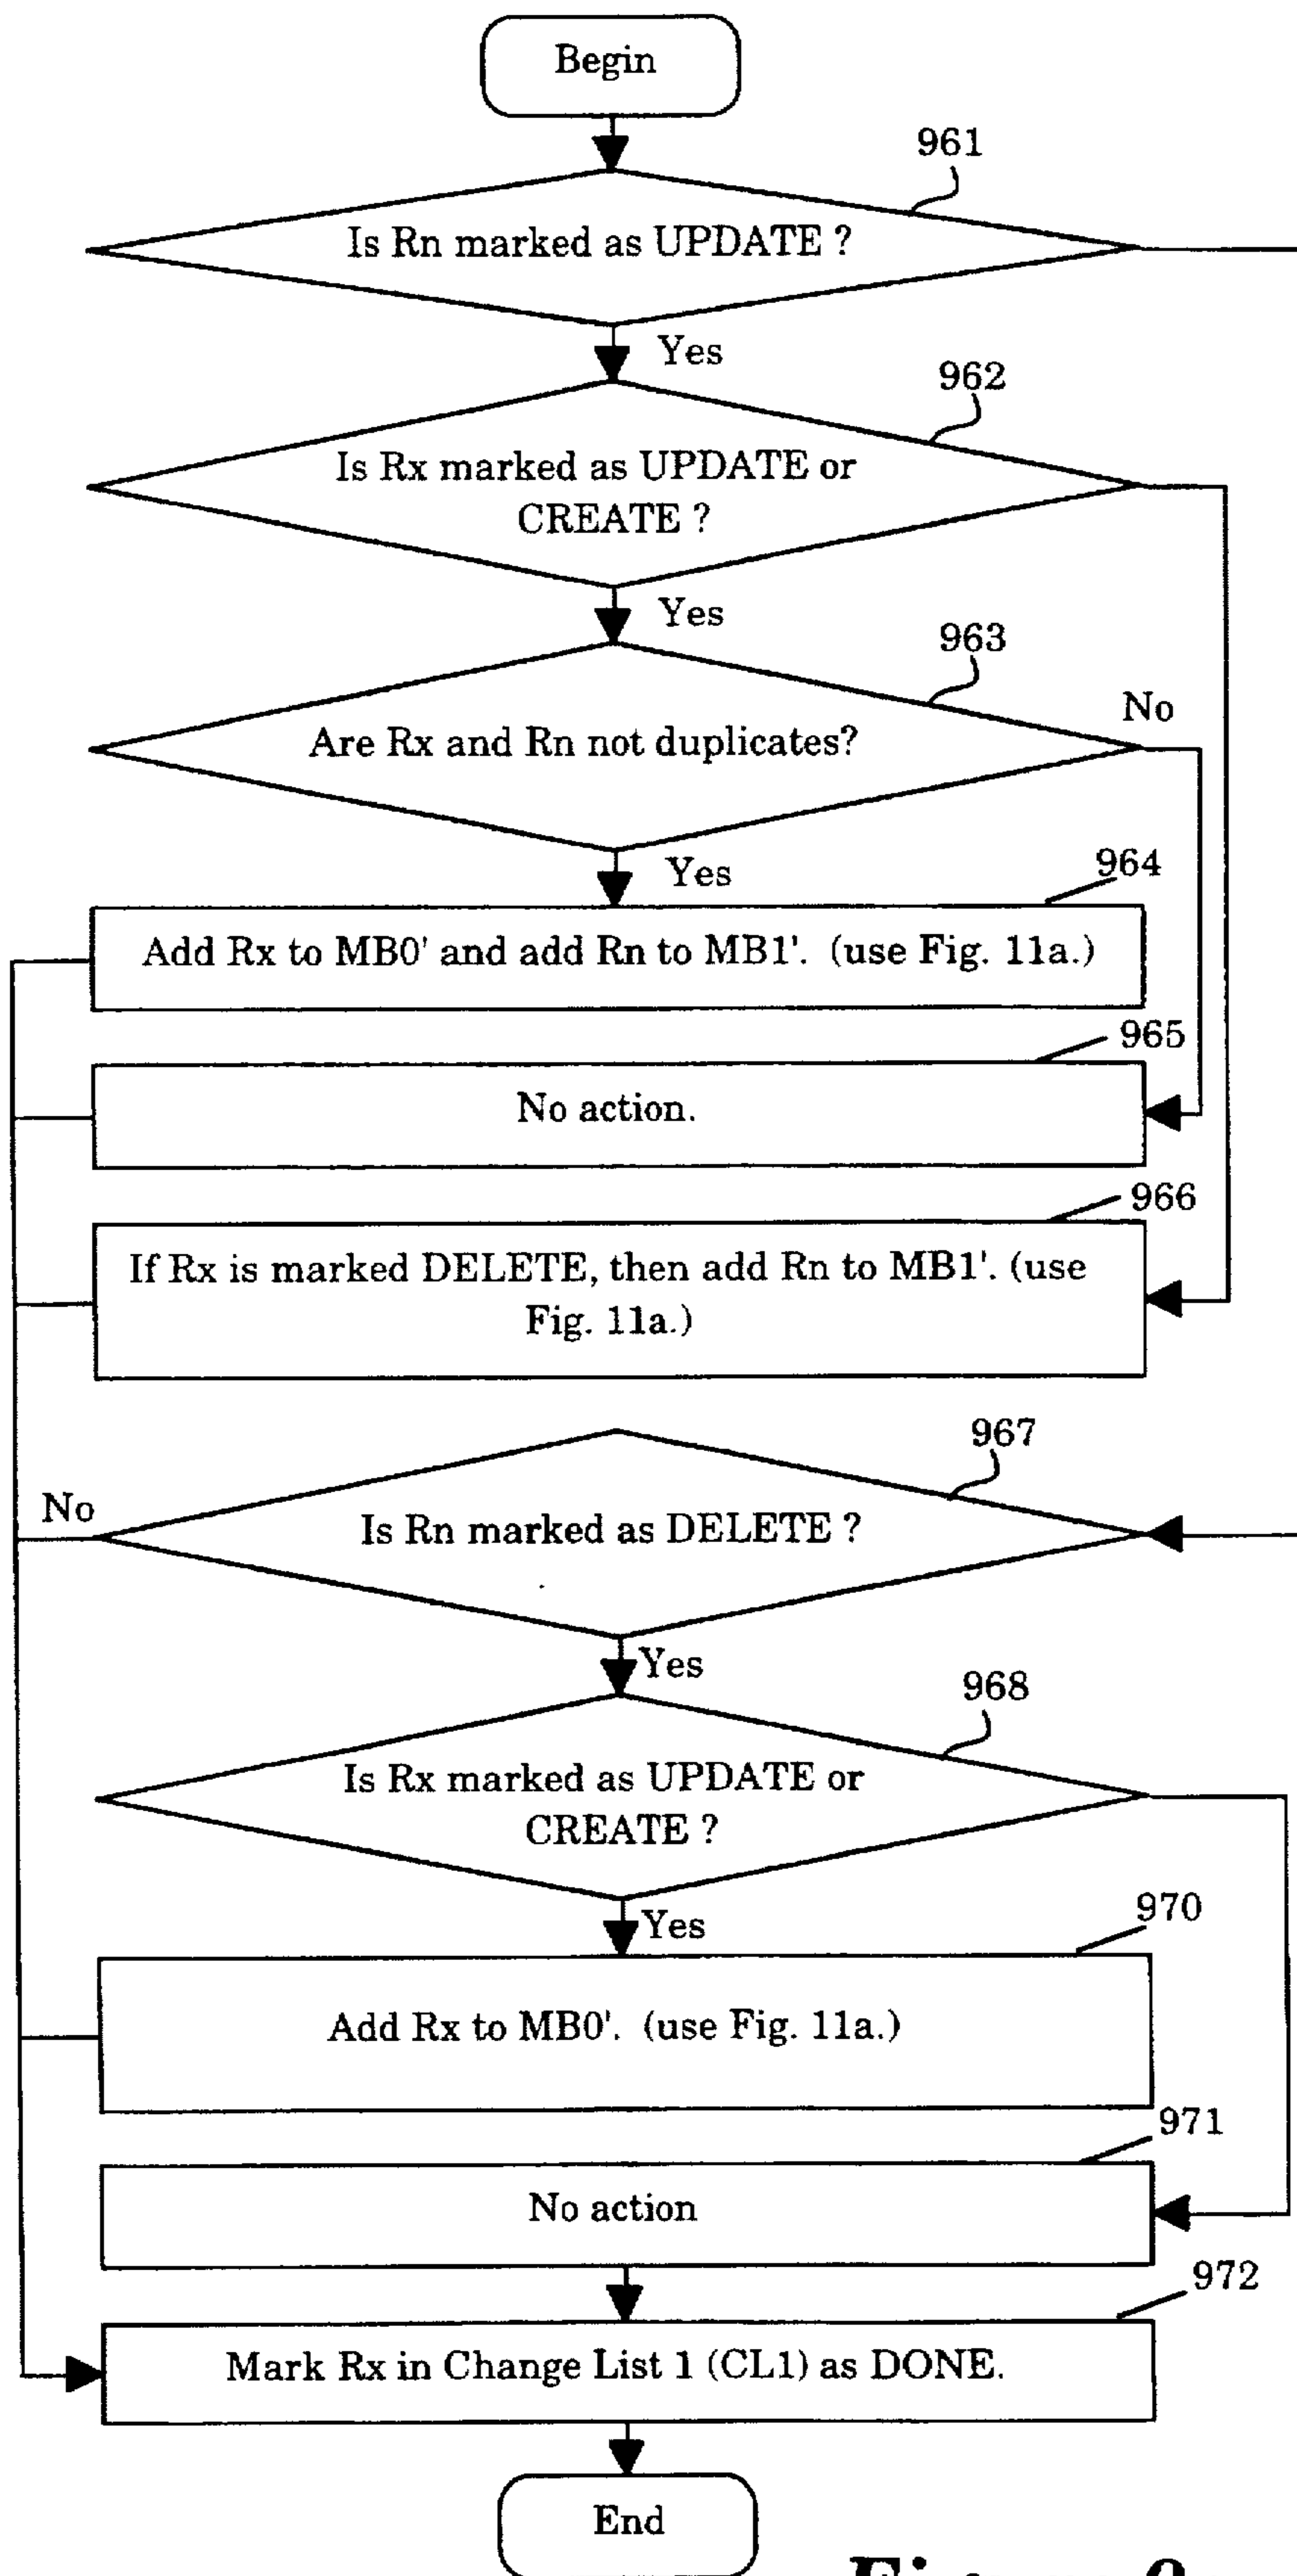 Begin
961
Is Rn marked as UPDATE ?
Yes
962
Is Rx marked as UPDATE or
CREATE ?
Yes
963
No
Are Rx and Rn not duplicates?
Yes
964
Add Rx to MB0' and add Rn to MB1'. (use Fig. 11a.)
965
No action.
966
If Rx is marked DELETE, then add Rn to MB1'. (use
Fig. 11a.)
967
No
Is Rn marked as DELETE ?
Yes
968
Is Rx marked as UPDATE or
CREATE ?
Yes
970
Add Rx to MB0'. (use Fig. 11a.)
971
No action
972
Mark Rx in Change List 1 (CL1) as DONE.
End